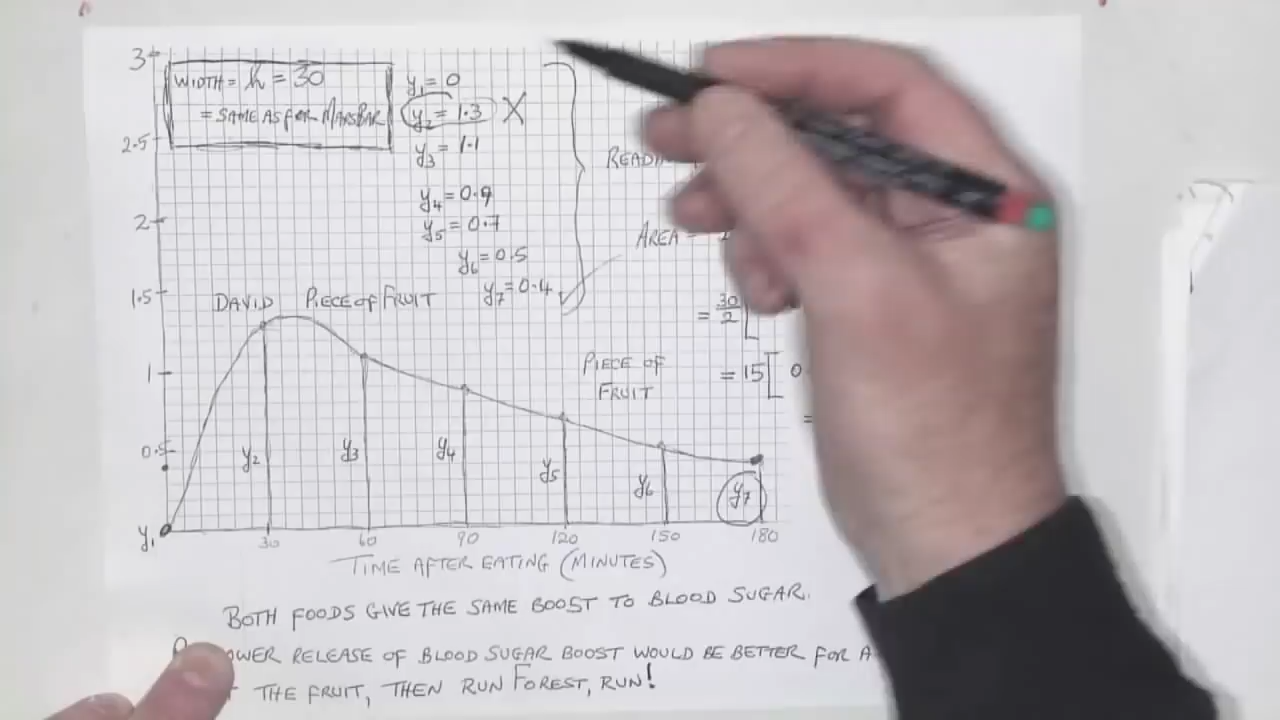 3
WIDTH = h = 30
= SAME AS FOR MARS BAR
y1 = 0
y2 = 1.3 X
y3 = 1.1
y4 = 0.9
y5 = 0.7
y6 = 0.5
y7 = 0.4
2.5
2
1.5
1
0.5
AREA =
= 30/2 [
= 15 [ 0
=
DAVID PIECE OF FRUIT
PIECE OF
FRUIT
y1
y2
y3
y4
y5
y6
y7
30 60 90 120 150 180
TIME AFTER EATING (MINUTES)
BOTH FOODS GIVE THE SAME BOOST TO BLOOD SUGAR.
RELEASE OF BLOOD SUGAR BOOST WOULD BE BETTER FOR A
THE FRUIT, THEN RUN FOREST, RUN!